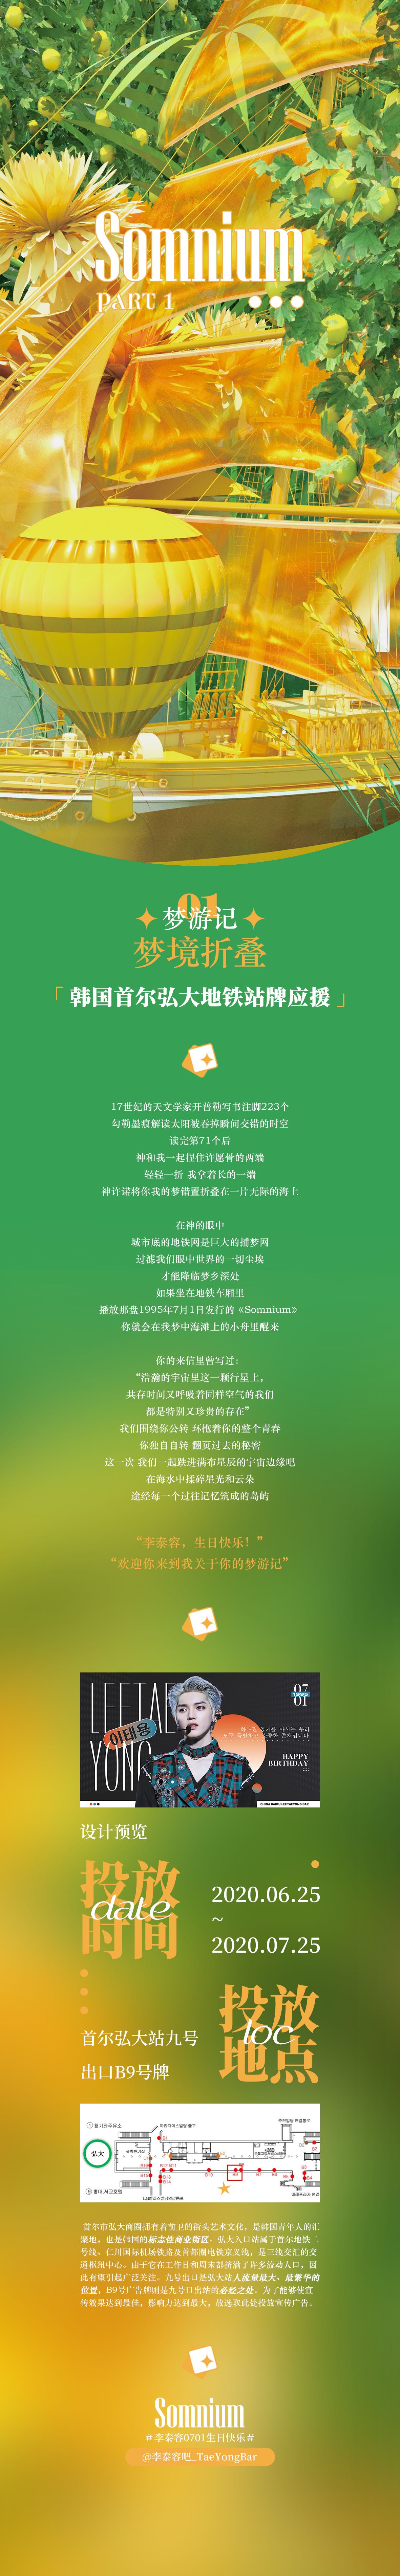 Somnium
PART 1
01
梦游记
梦境折叠
「韩国首尔弘大地铁站牌应援」
17世纪的天文学家开普勒写书注脚223个
勾勒墨痕解读太阳被吞掉瞬间交错的时空
读完第71个后
神和我一起捏住许愿骨的两端
轻轻一折 我拿着长的一端
神许诺将你我的梦错置折叠在一片无际的海上
在神的眼中
城市底的地铁网是巨大的捕梦网
过滤我们眼中世界的一切尘埃
才能降临梦乡深处
如果坐在地铁车厢里
播放那盘1995年7月1日发行的《Somnium》
你就会在我梦中海滩上的小舟里醒来
你的来信里曾写过：
“浩瀚的宇宙里这一颗行星上，
共存时间又呼吸着同样空气的我们
都是特别又珍贵的存在”
我们围绕你公转 环抱着你的整个青春
你独自自转 翻页过去的秘密
这一次 我们一起跌进满布星辰的宇宙边缘吧
在海水中揉碎星光和云朵
途经每一个过往记忆筑成的岛屿
“李泰容，生日快乐！”
“欢迎你来到我关于你的梦游记”
LEETAE
YONG
이태용
07
01
HAPPY
BIRTHDAY
设计预览
投放
时间
date
2020.06.25
~
2020.07.25
投放
地点
loc
首尔弘大站九号
出口B9号牌
弘大
首尔市弘大商圈拥有着前卫的街头艺术文化，是韩国青年人的汇
聚地，也是韩国的标志性商业街区。弘大入口站属于首尔地铁二
号线、仁川国际机场铁路及首都圈电铁京义线，是三线交汇的交
通枢纽中心。由于它在工作日和周末都挤满了许多流动人口，因
此有望引起广泛关注。九号出口是弘大站人流量最大、最繁华的
位置，B9号广告牌则是九号口出站的必经之处。为了能够使宣
传效果达到最佳，影响力达到最大，故选取此处投放宣传广告。
Somnium
#李泰容0701生日快乐#
@李泰容吧_TaeYongBar